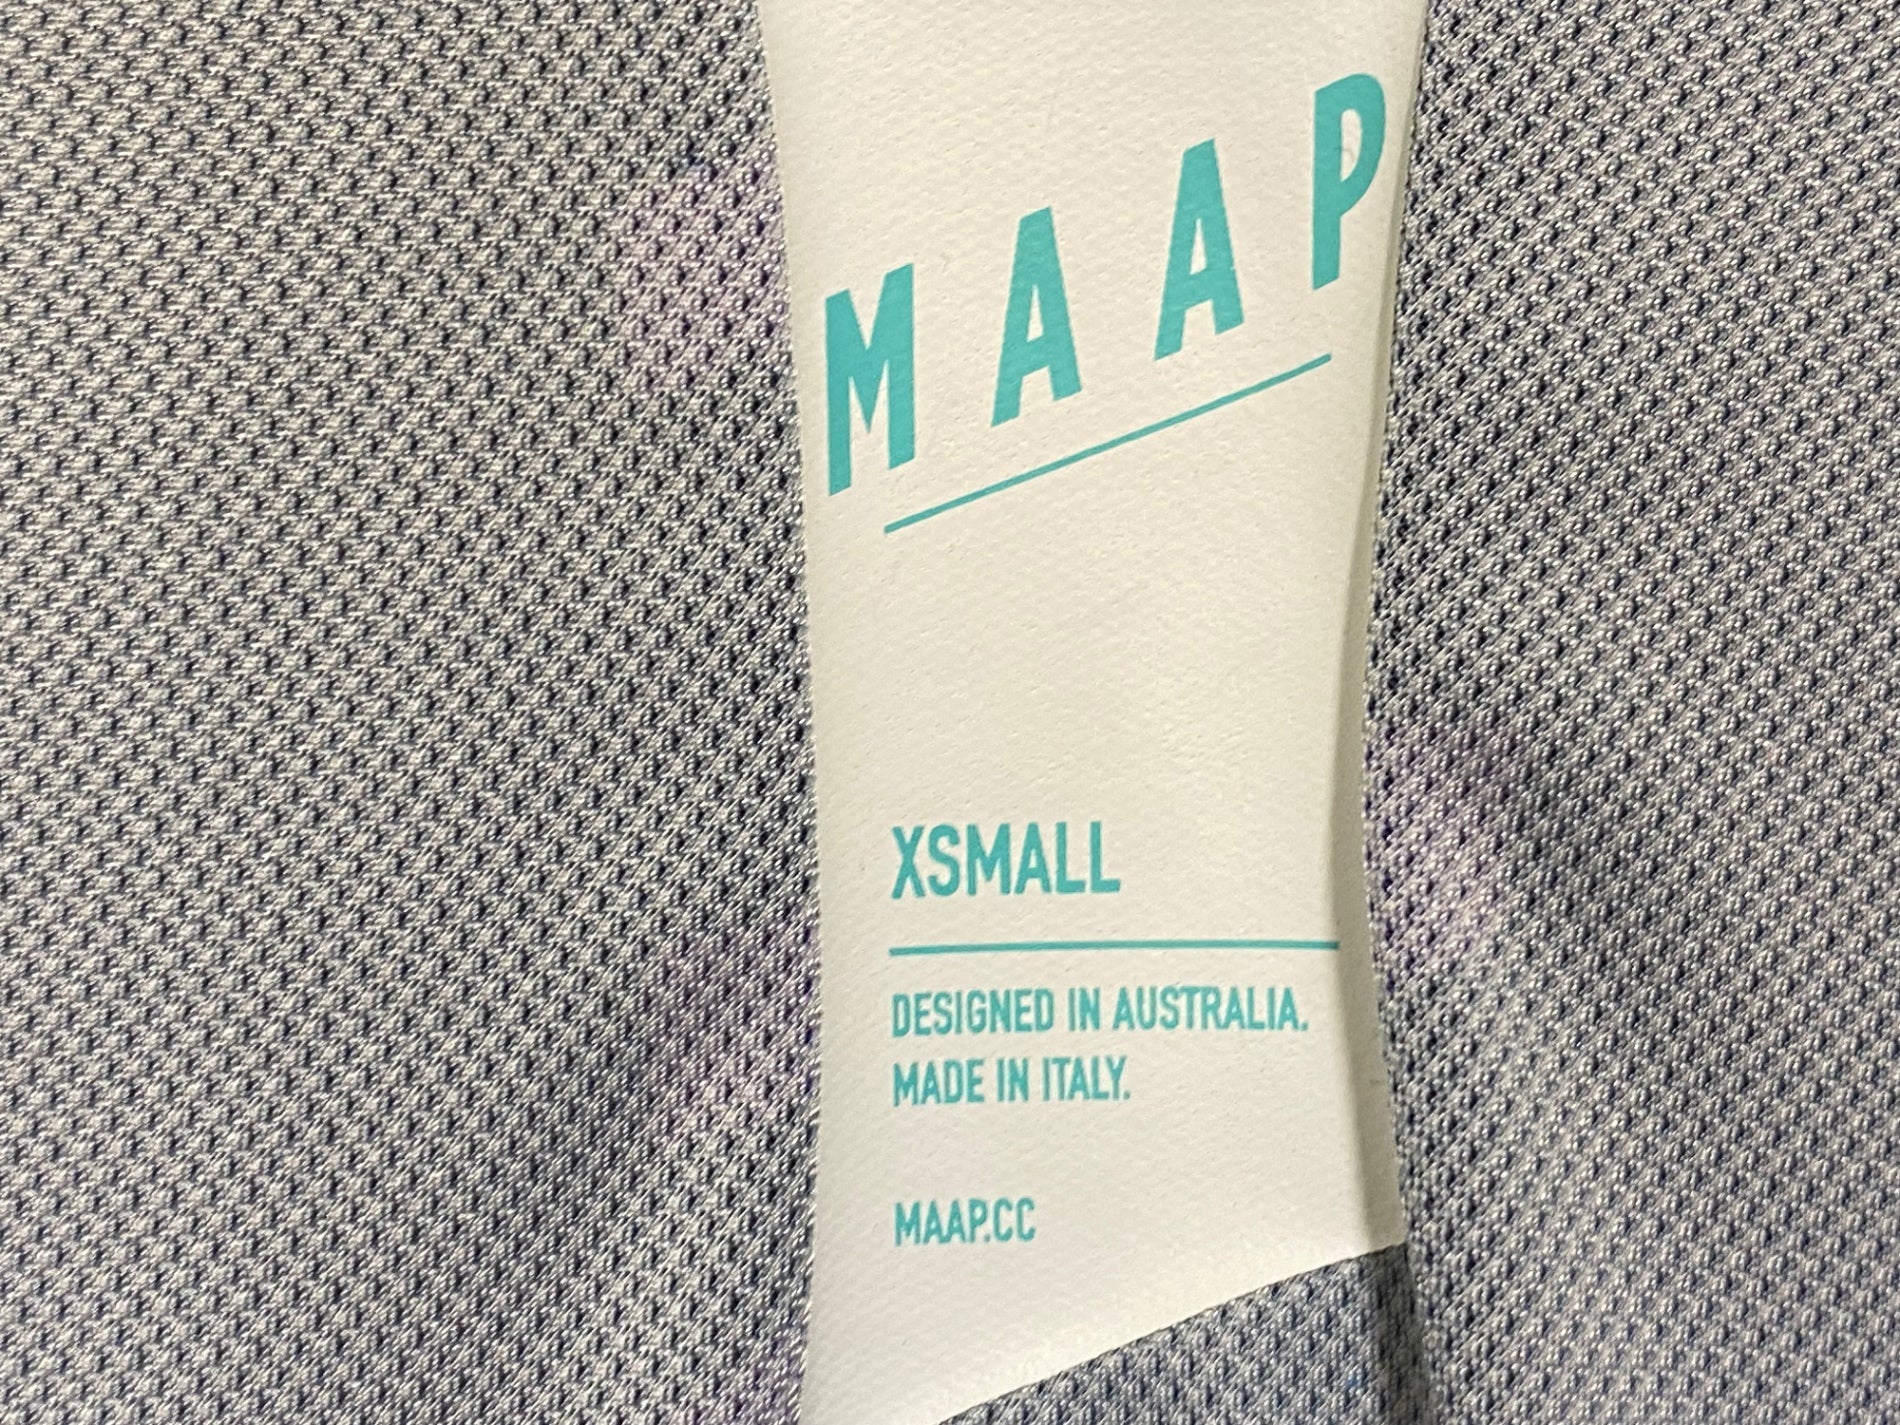 MAAP
XSMALL
DESIGNED IN AUSTRALIA.
MADE IN ITALY.
MAAP.CC